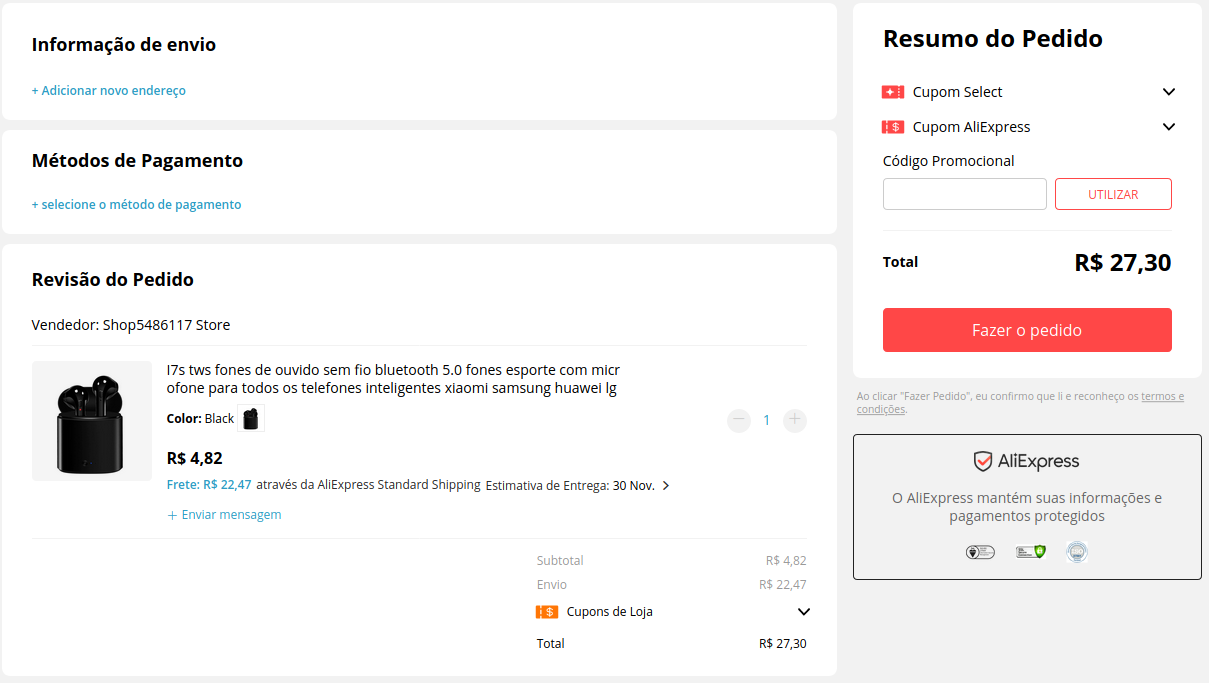 Informação de envio
+ Adicionar novo endereço
Métodos de Pagamento
+ selecione o método de pagamento
Revisão do Pedido
Vendedor: Shop5486117 Store
I7s tws fones de ouvido sem fio bluetooth 5.0 fones esporte com micr
ofone para todos os telefones inteligentes xiaomi samsung huawei lg
Color: Black
1
R$ 4,82
Frete: R$ 22,47 através da AliExpress Standard Shipping Estimativa de Entrega: 30 Nov.
+ Enviar mensagem
Subtotal R$ 4,82
Envio R$ 22,47
Cupons de Loja
Total R$ 27,30
Resumo do Pedido
Cupom Select
Cupom AliExpress
Código Promocional
UTILIZAR
Total R$ 27,30
Fazer o pedido
Ao clicar "Fazer Pedido", eu confirmo que li e reconheço os termos e
condições.
AliExpress
O AliExpress mantém suas informações e
pagamentos protegidos